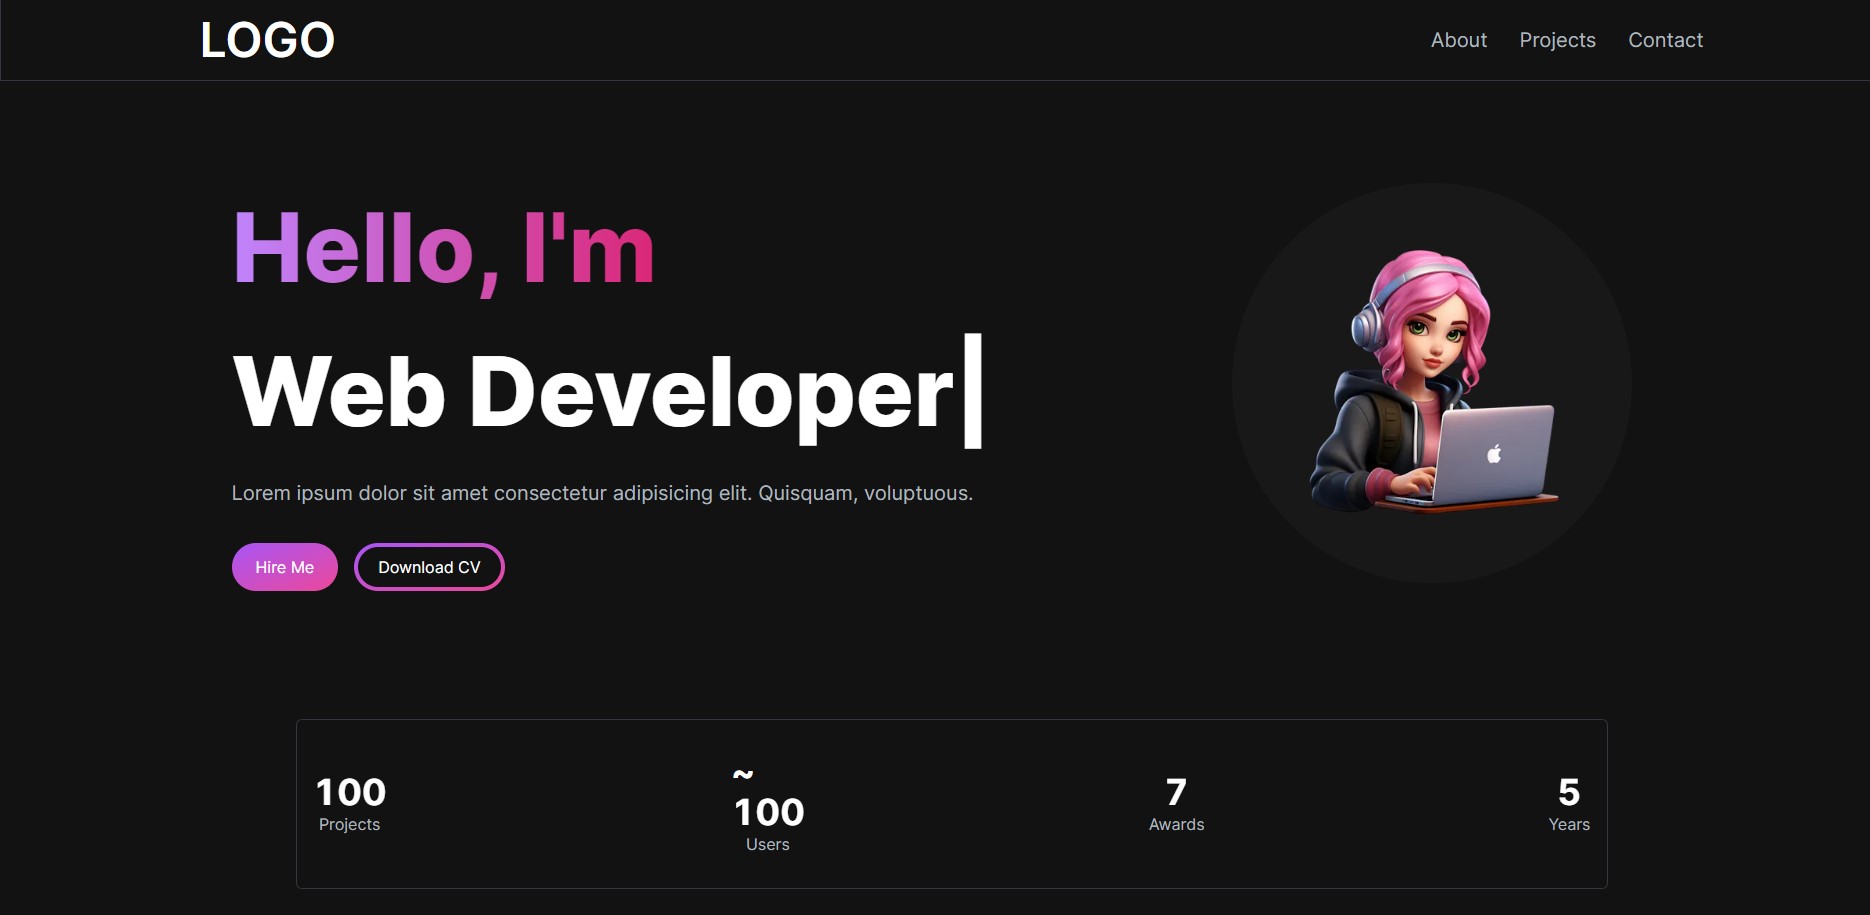 LOGO
About Projects Contact
Hello, I'm
Web Developer|
Lorem ipsum dolor sit amet consectetur adipisicing elit. Quisquam, voluptuous.
Hire Me
Download CV
100
Projects
~
100
Users
7
Awards
5
Years